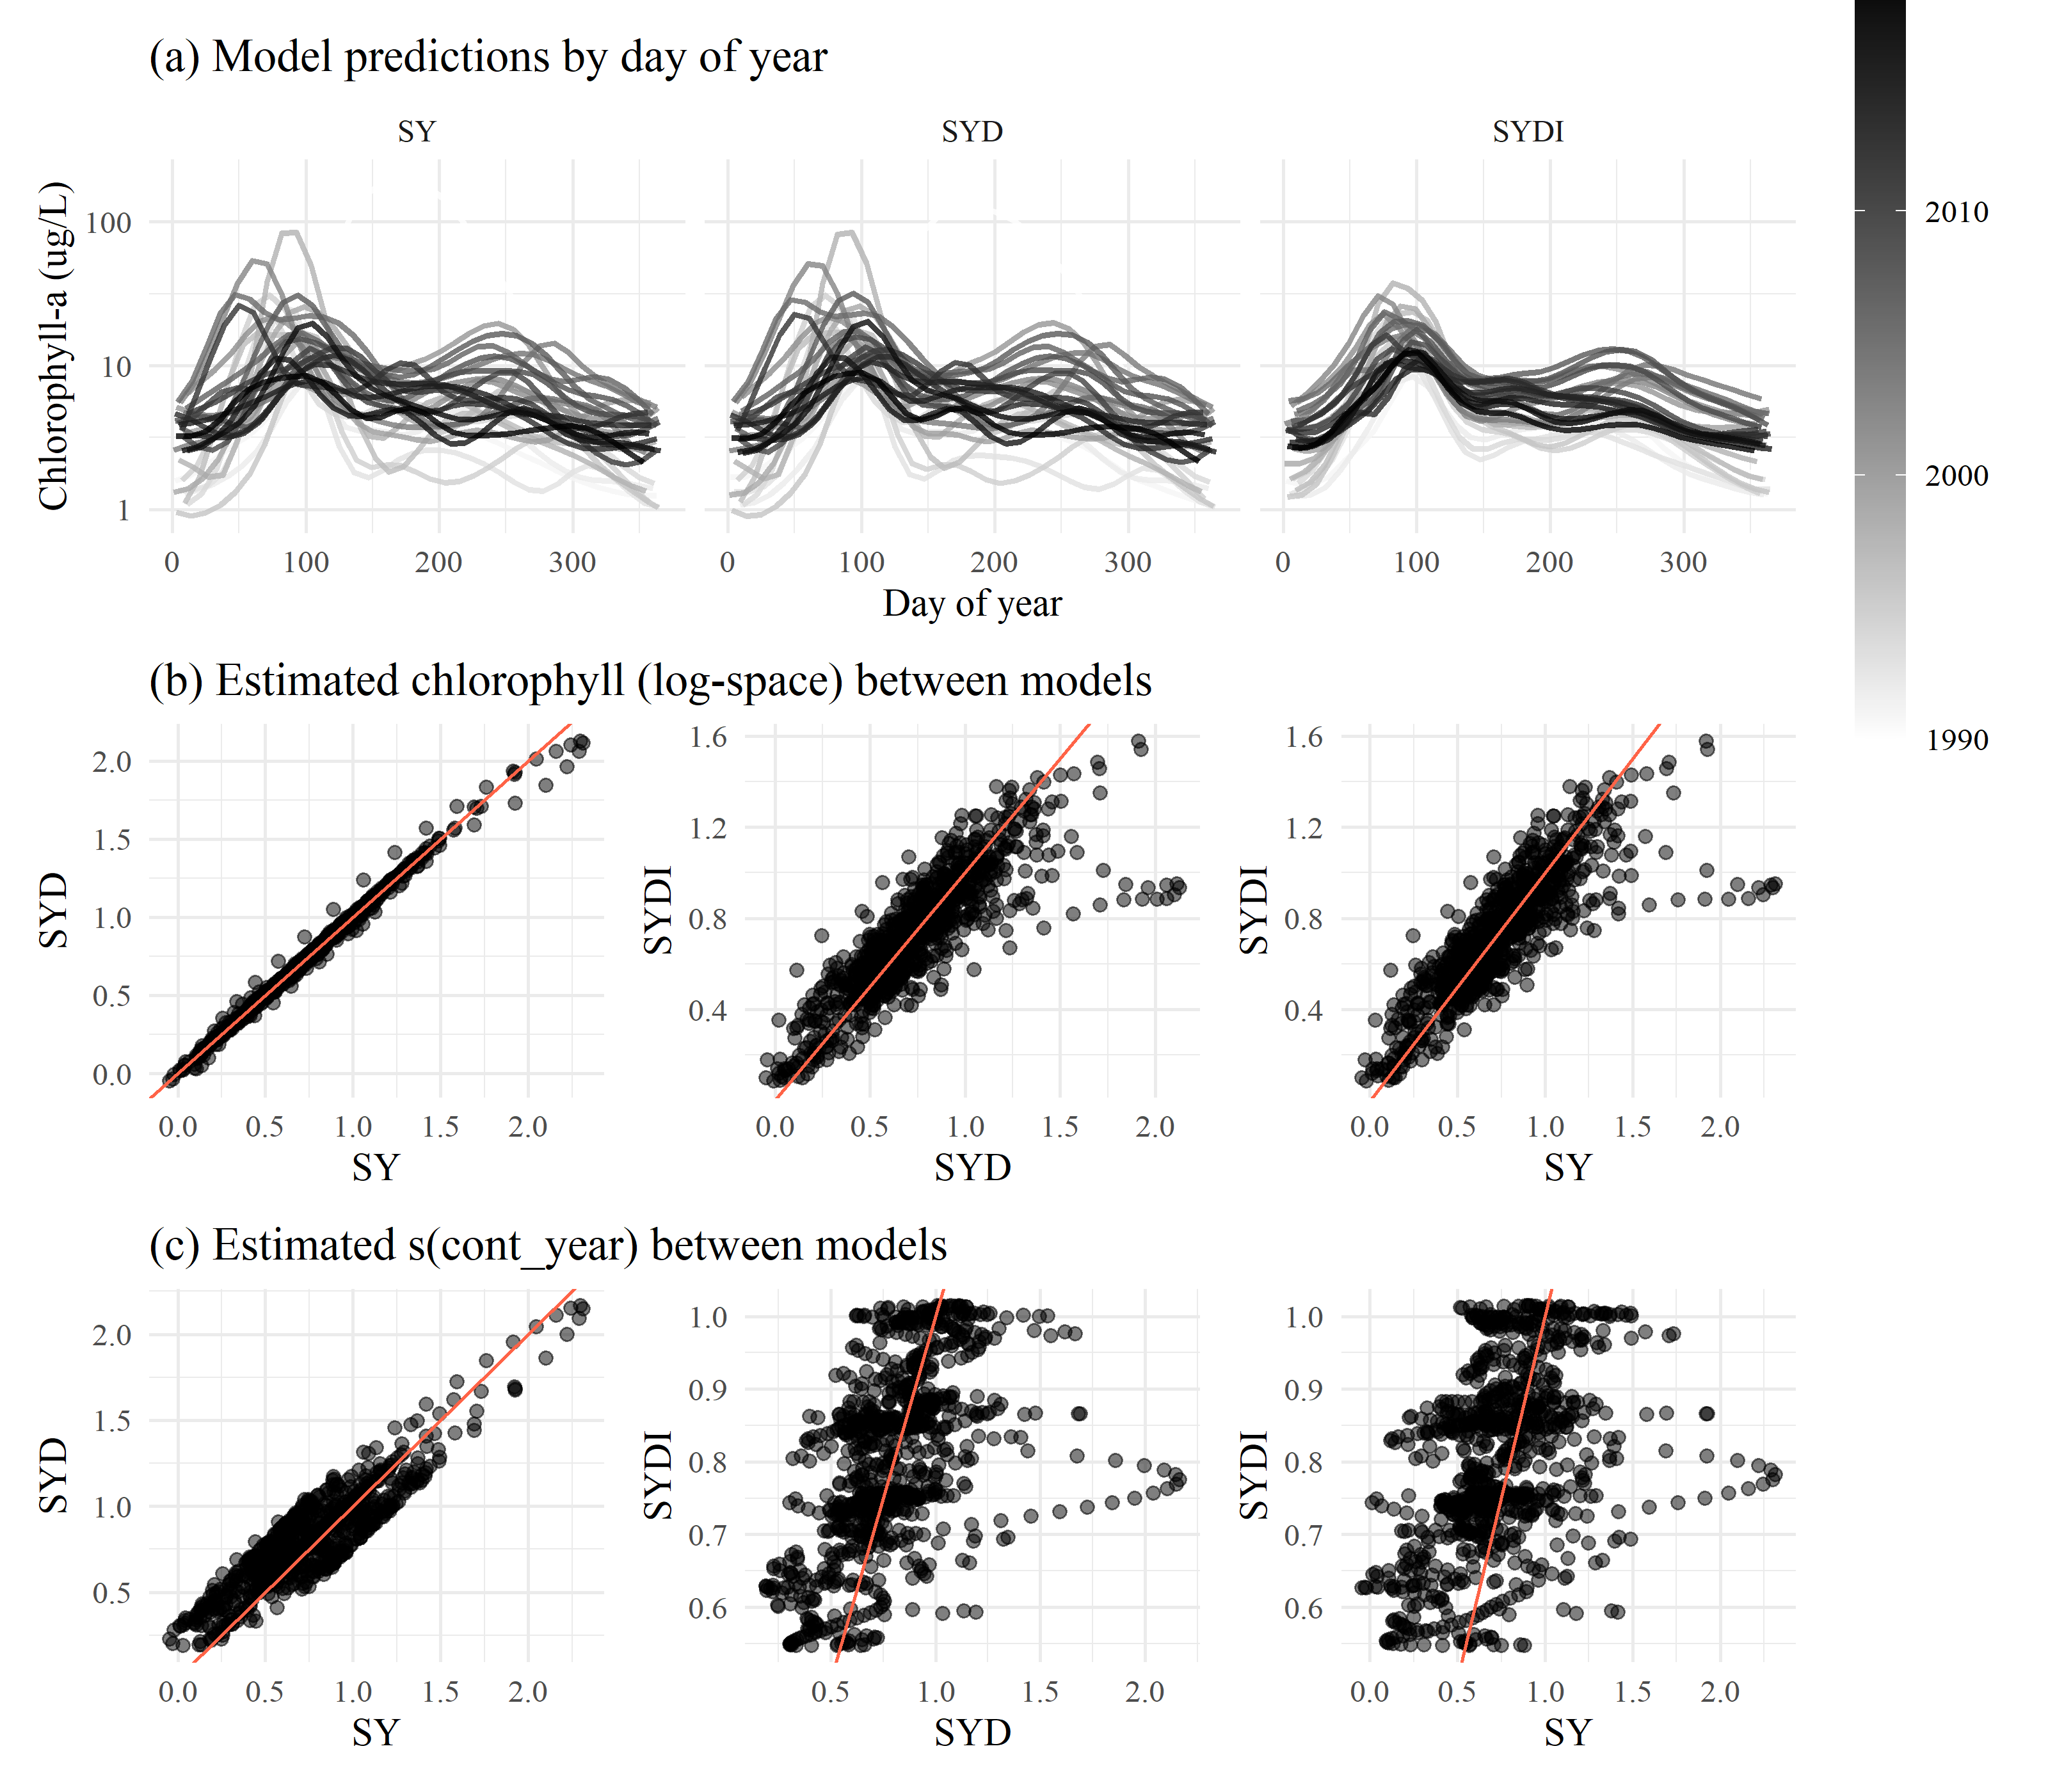 (a) Model predictions by day of year
SY SYD SYDI
Chlorophyll-a (ug/L)
100
10
1
0 100 200 300 0 100 200 300 0 100 200 300
Day of year
2010
2000
1990
(b) Estimated chlorophyll (log-space) between models
SYD
2.0
1.5
1.0
0.5
0.0
0.0 0.5 1.0 1.5 2.0
SY
SYDI
1.6
1.2
0.8
0.4
0.0 0.5 1.0 1.5 2.0
SYD
SYDI
1.6
1.2
0.8
0.4
0.0 0.5 1.0 1.5 2.0
SY
(c) Estimated s(cont_year) between models
SYD
2.0
1.5
1.0
0.5
0.0 0.5 1.0 1.5 2.0
SY
SYDI
1.0
0.9
0.8
0.7
0.6
0.5 1.0 1.5 2.0
SYD
SYDI
1.0
0.9
0.8
0.7
0.6
0.0 0.5 1.0 1.5 2.0
SY